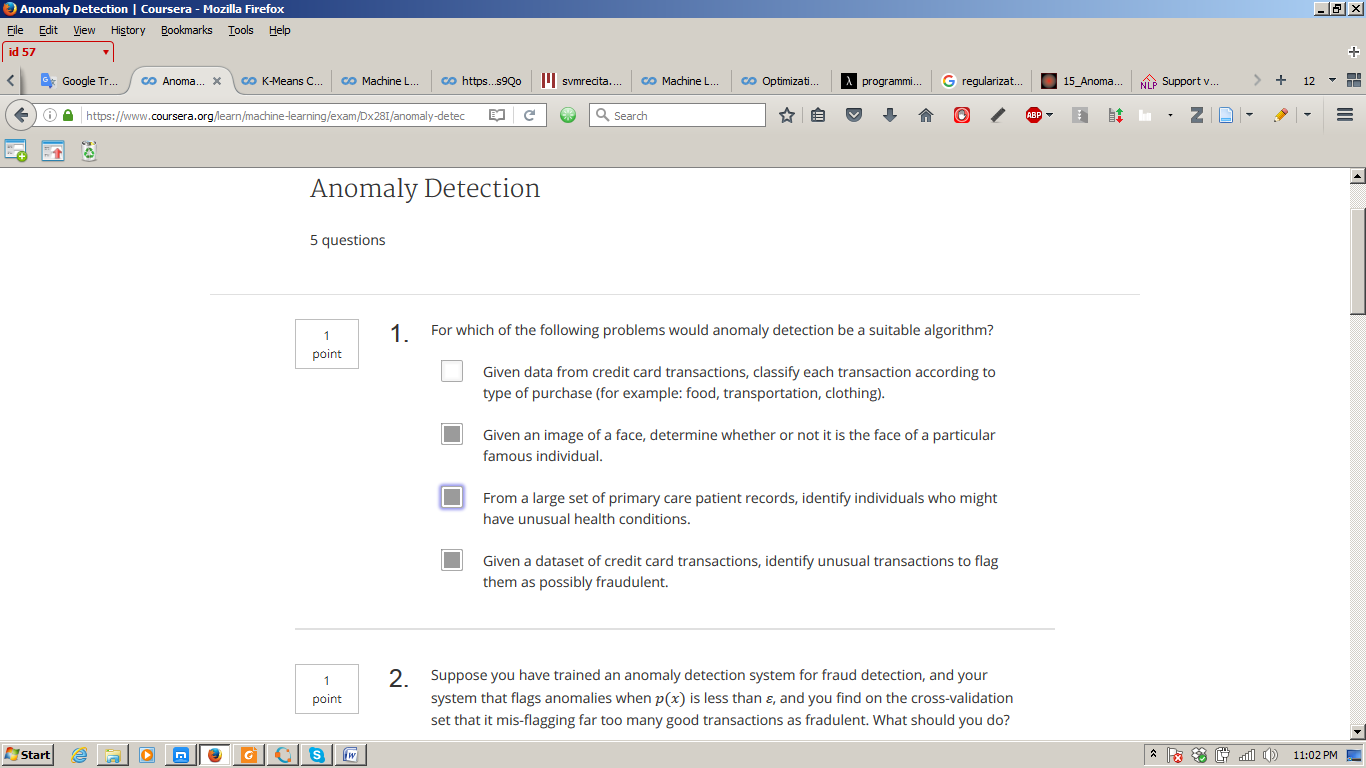 Anomaly Detection | Coursera - Mozilla Firefox
File Edit View History Bookmarks Tools Help
id 57
Google Tr... Anoma... K-Means C... Machine L... https...s9Qo svmrecita.... Machine L... Optimizati... programmi... regularizat... 15_Anoma... Support v... 12
https://www.coursera.org/learn/machine-learning/exam/Dx28I/anomaly-detec Search ABP
Anomaly Detection
5 questions
1 point
1. For which of the following problems would anomaly detection be a suitable algorithm?
Given data from credit card transactions, classify each transaction according to
type of purchase (for example: food, transportation, clothing).
Given an image of a face, determine whether or not it is the face of a particular
famous individual.
From a large set of primary care patient records, identify individuals who might
have unusual health conditions.
Given a dataset of credit card transactions, identify unusual transactions to flag
them as possibly fraudulent.
1 point
2. Suppose you have trained an anomaly detection system for fraud detection, and your
system that flags anomalies when p(x) is less than ε, and you find on the cross-validation
set that it mis-flagging far too many good transactions as fradulent. What should you do?
Start 11:02 PM